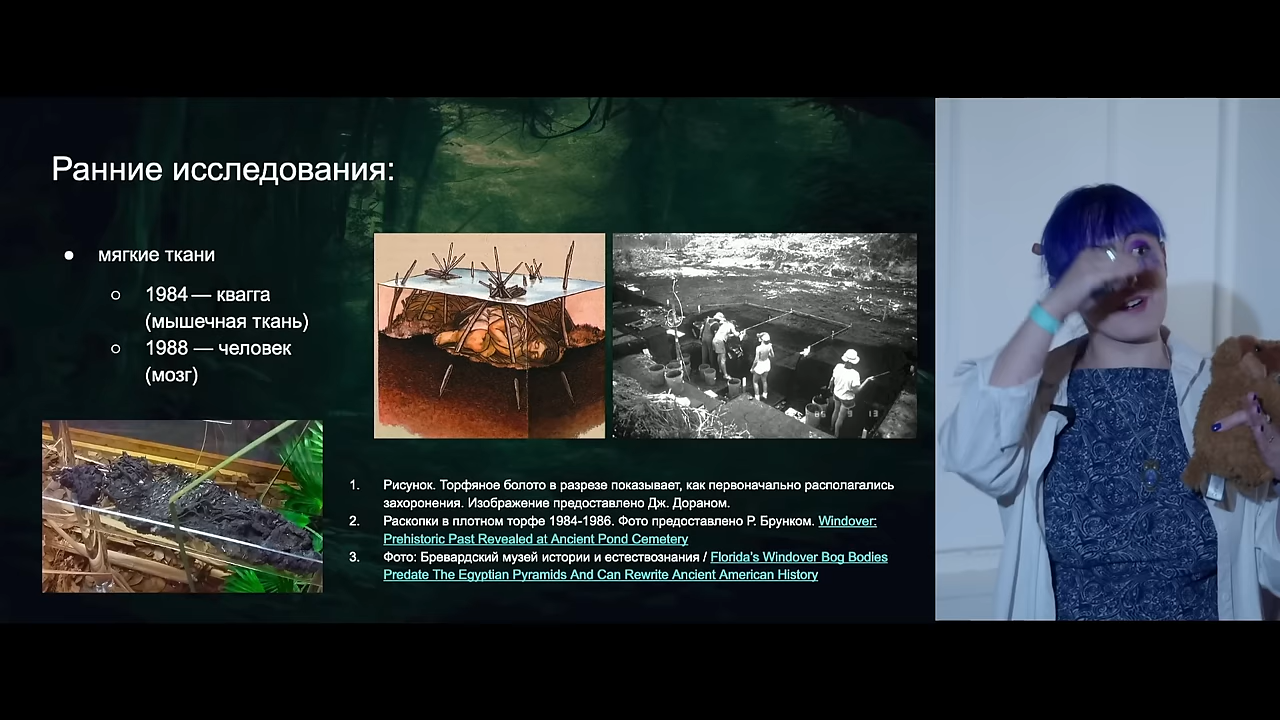 Ранние исследования:
● мягкие ткани
○ 1984 — квагга
(мышечная ткань)
○ 1988 — человек
(мозг)
85 9 13
1. Рисунок. Торфяное болото в разрезе показывает, как первоначально располагались
захоронения. Изображение предоставлено Дж. Дораном.
2. Раскопки в плотном торфе 1984-1986. Фото предоставлено Р. Брунком. Windover:
Prehistoric Past Revealed at Ancient Pond Cemetery
3. Фото: Бревардский музей истории и естествознания / Florida's Windover Bog Bodies
Predate The Egyptian Pyramids And Can Rewrite Ancient American History